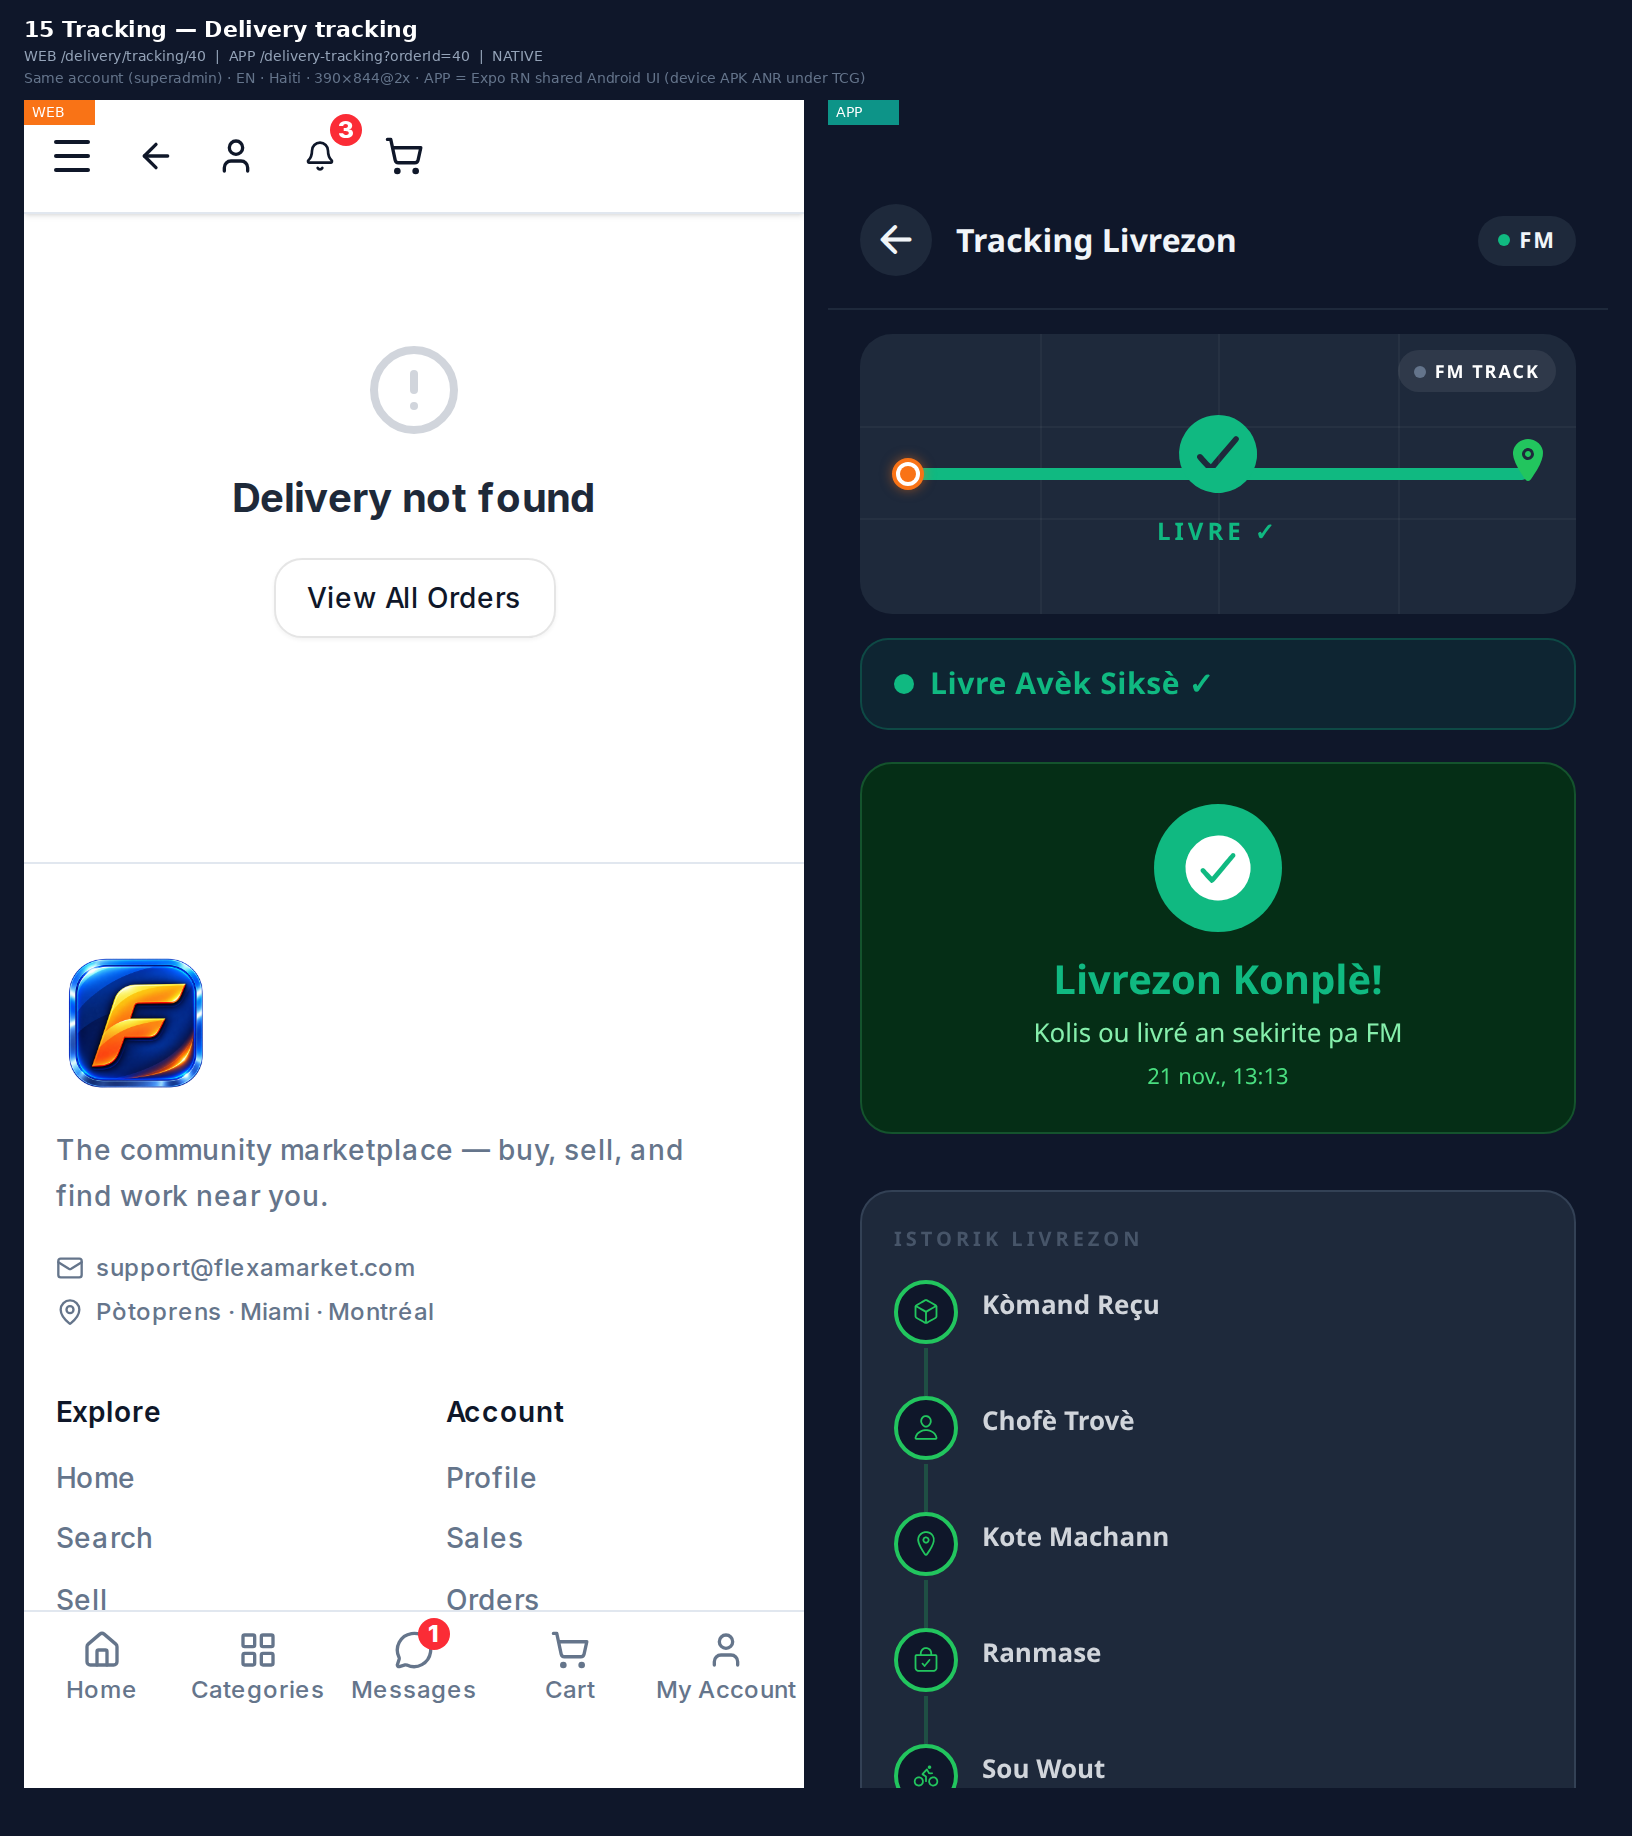 15 Tracking — Delivery tracking
WEB /delivery/tracking/40 | APP /delivery-tracking?orderId=40 | NATIVE
Same account (superadmin) · EN · Haiti · 390×844@2x · APP = Expo RN shared Android UI (device APK ANR under TCG)
WEB
3
Delivery not found
View All Orders
F
The community marketplace — buy, sell, and
find work near you.
support@flexamarket.com
Pòtoprens · Miami · Montréal
Explore
Account
Home
Profile
Search
Sales
Sell
Orders
1
Home
Categories
Messages
Cart
My Account
APP
Tracking Livrezon
FM
FM TRACK
LIVRE ✓
Livre Avèk Siksè ✓
Livrezon Konplè!
Kolis ou livré an sekirite pa FM
21 nov., 13:13
ISTORIK LIVREZON
Kòmand Reçu
Chofè Trovè
Kote Machann
Ranmase
Sou Wout